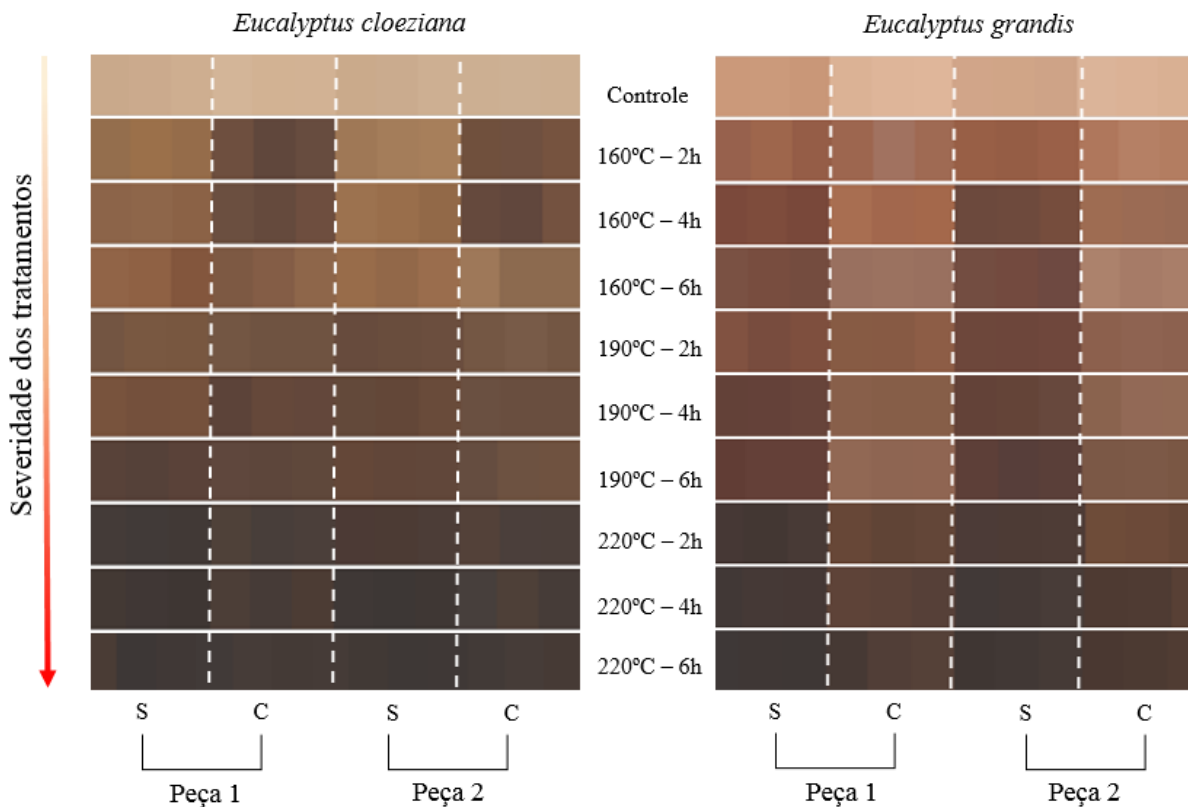 Eucalyptus cloeziana
Eucalyptus grandis
Severidade dos tratamentos
Controle
160ºC – 2h
160ºC – 4h
160ºC – 6h
190ºC – 2h
190ºC – 4h
190ºC – 6h
220ºC – 2h
220ºC – 4h
220ºC – 6h
S C S C
S C S C
Peça 1 Peça 2
Peça 1 Peça 2